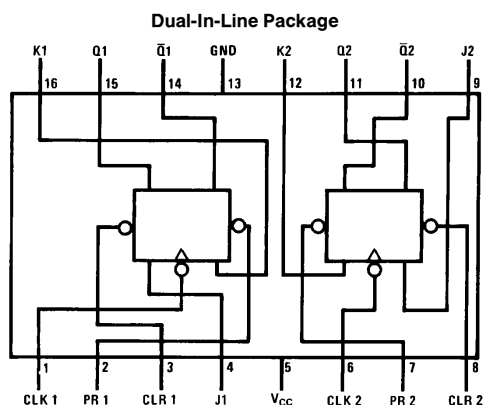 Dual-In-Line Package
K1 Q1 Q̅1 GND K2 Q2 Q̅2 J2
16 15 14 13 12 11 10 9
1 2 3 4 5 6 7 8
CLK 1 PR 1 CLR 1 J1 VCC CLK 2 PR 2 CLR 2